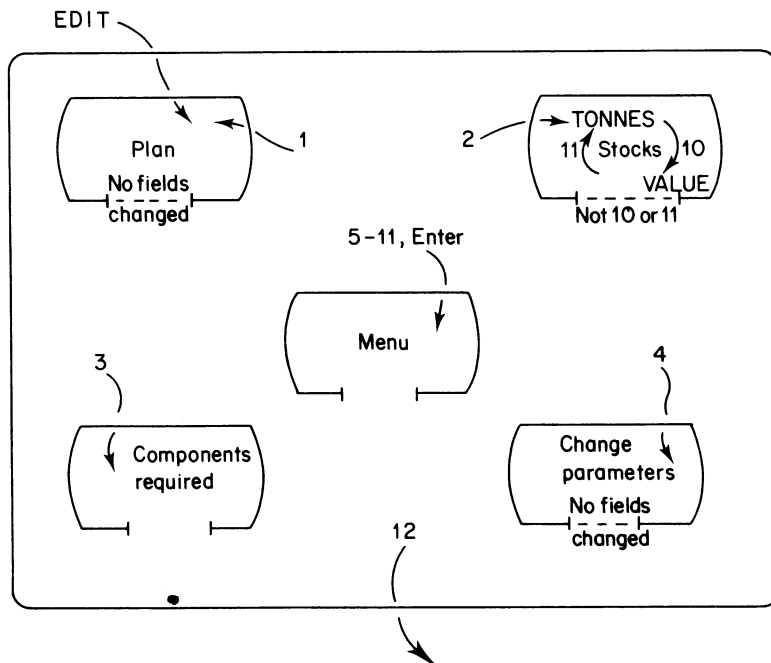 EDIT
1
Plan
No fields
changed
2
TONNES
11
Stocks
10
VALUE
Not 10 or 11
5-11, Enter
Menu
3
Components
required
4
Change
parameters
No fields
changed
12